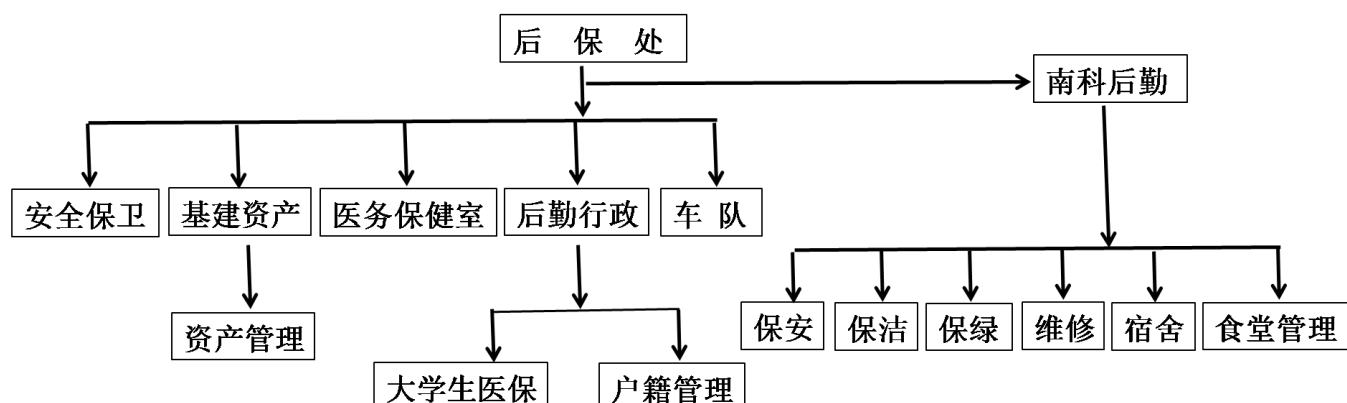 后 保 处
南科后勤
安全保卫
基建资产
医务保健室
后勤行政
车 队
资产管理
大学生医保
户籍管理
保安
保洁
保绿
维修
宿舍
食堂管理